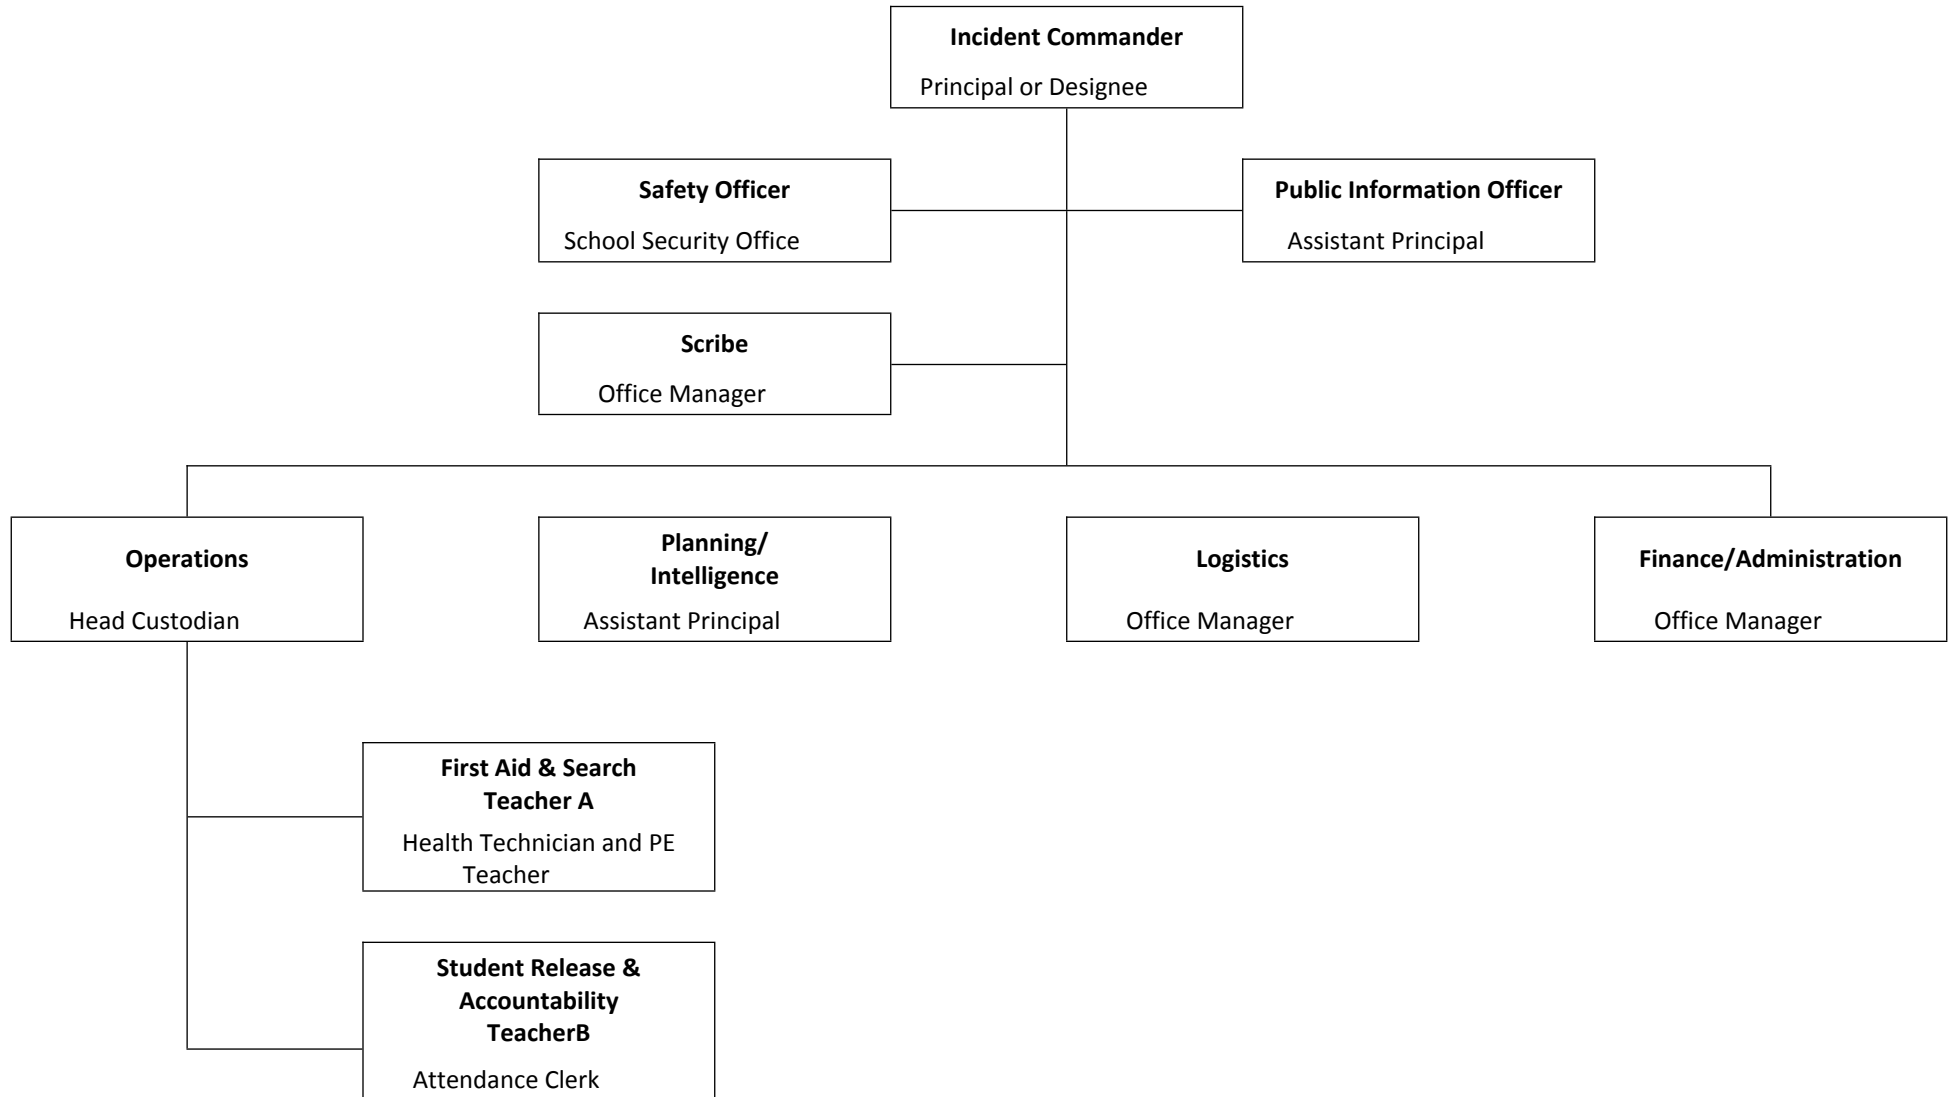 Incident Commander
Principal or Designee
Safety Officer
School Security Office
Public Information Officer
Assistant Principal
Scribe
Office Manager
Operations
Head Custodian
Planning/
Intelligence
Assistant Principal
Logistics
Office Manager
Finance/Administration
Office Manager
First Aid & Search
Teacher A
Health Technician and PE
Teacher
Student Release &
Accountability
TeacherB
Attendance Clerk